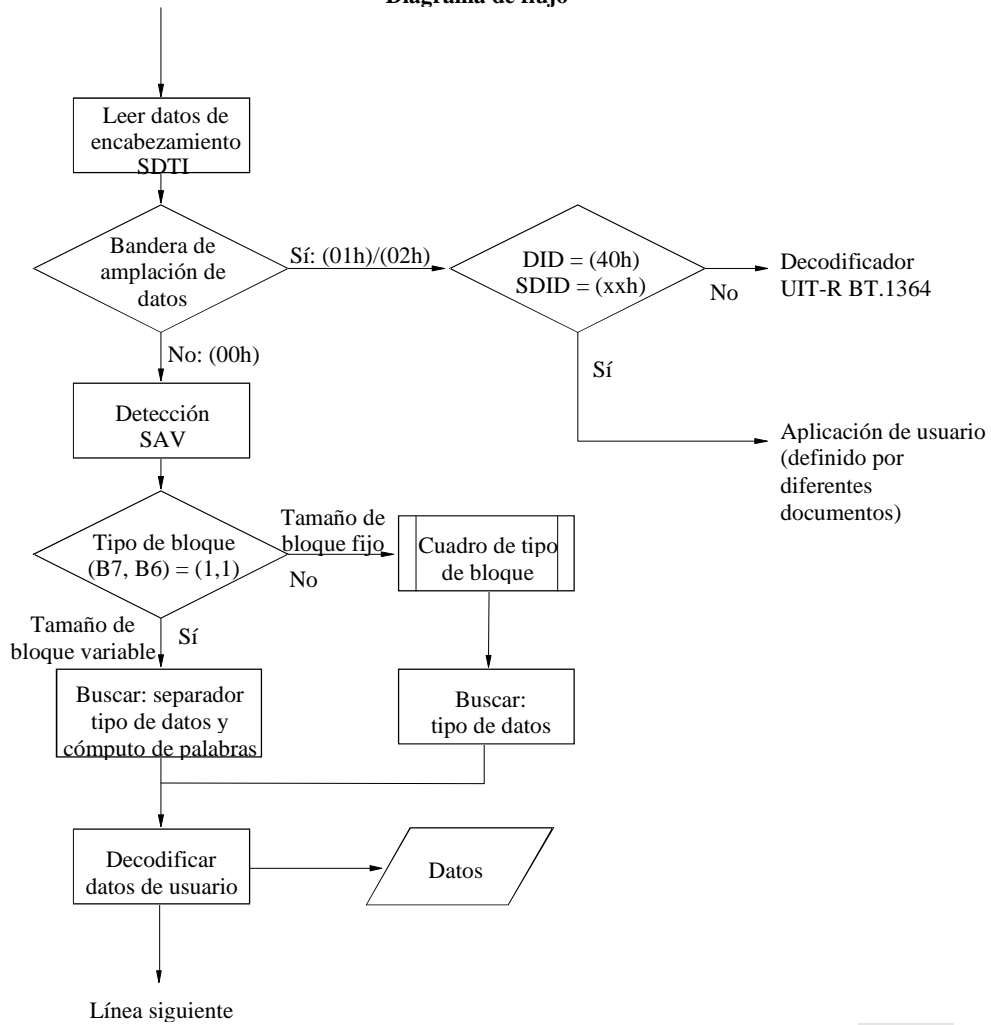 Diagrama de flujo
Leer datos de
encabezamiento
SDTI
Bandera de
amplación de
datos
Sí: (01h)/(02h)
DID = (40h)
SDID = (xxh)
No
Decodificador
UIT-R BT.1364
No: (00h)
Sí
Detección
SAV
Aplicación de usuario
(definido por
diferentes
documentos)
Tipo de bloque
(B7, B6) = (1,1)
Tamaño de
bloque fijo
No
Cuadro de tipo
de bloque
Tamaño de
bloque variable
Sí
Buscar: separador
tipo de datos y
cómputo de palabras
Buscar:
tipo de datos
Decodificar
datos de usuario
Datos
Línea siguiente